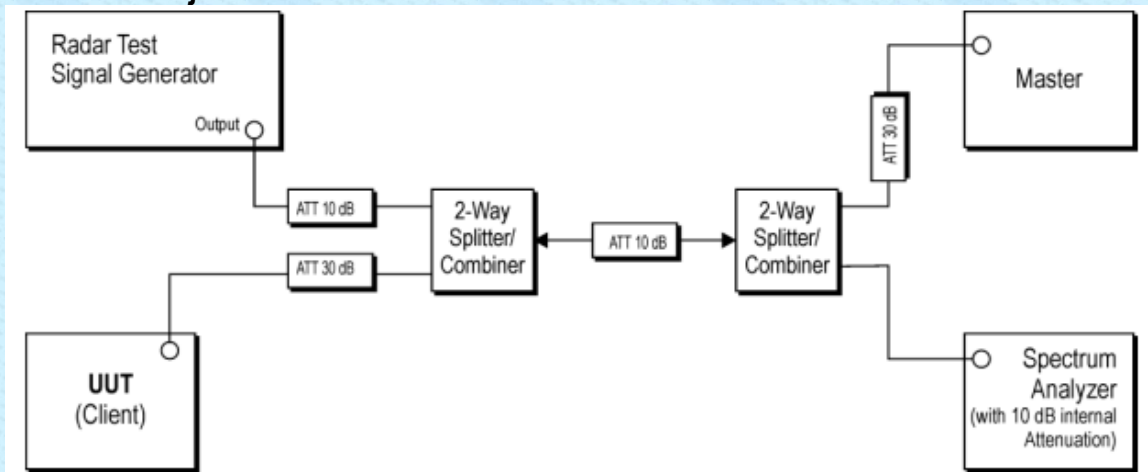 Radar Test
Signal Generator
Output
ATT 10 dB
ATT 30 dB
2-Way
Splitter/
Combiner
ATT 10 dB
2-Way
Splitter/
Combiner
ATT 30 dB
Master
UUT
(Client)
Spectrum
Analyzer
(with 10 dB internal
Attenuation)